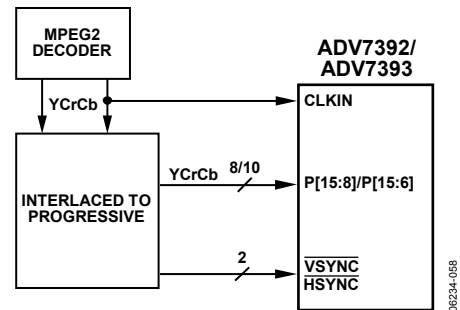 MPEG2
DECODER
ADV7392/
ADV7393
YCrCb
CLKIN
YCrCb 8/10
P[15:8]/P[15:6]
INTERLACED TO
PROGRESSIVE
2
VSYNC
HSYNC
06234-058